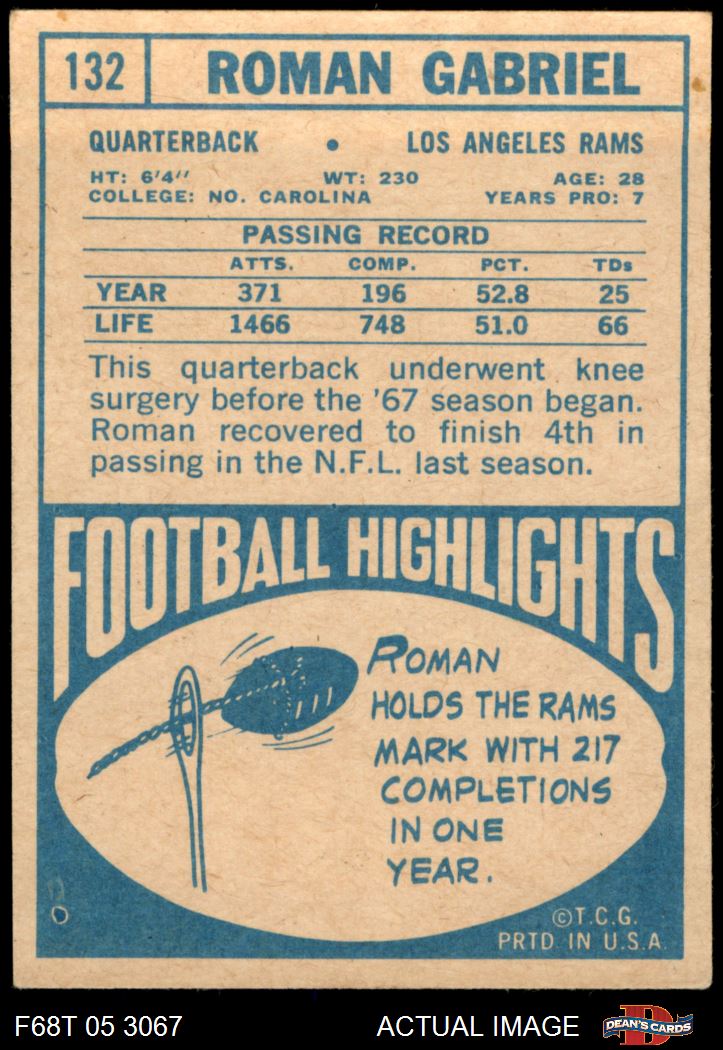 132 ROMAN GABRIEL
QUARTERBACK • LOS ANGELES RAMS
HT: 6'4" WT: 230 AGE: 28
COLLEGE: NO. CAROLINA YEARS PRO: 7
PASSING RECORD
ATTS. COMP. PCT. TDs
YEAR 371 196 52.8 25
LIFE 1466 748 51.0 66
This quarterback underwent knee
surgery before the '67 season began.
Roman recovered to finish 4th in
passing in the N.F.L. last season.
FOOTBALL HIGHLIGHTS
ROMAN
HOLDS THE RAMS
MARK WITH 217
COMPLETIONS
IN ONE
YEAR.
©T.C.G.
PRTD IN U.S.A.
F68T 05 3067 ACTUAL IMAGE D DEAN'S CARDS